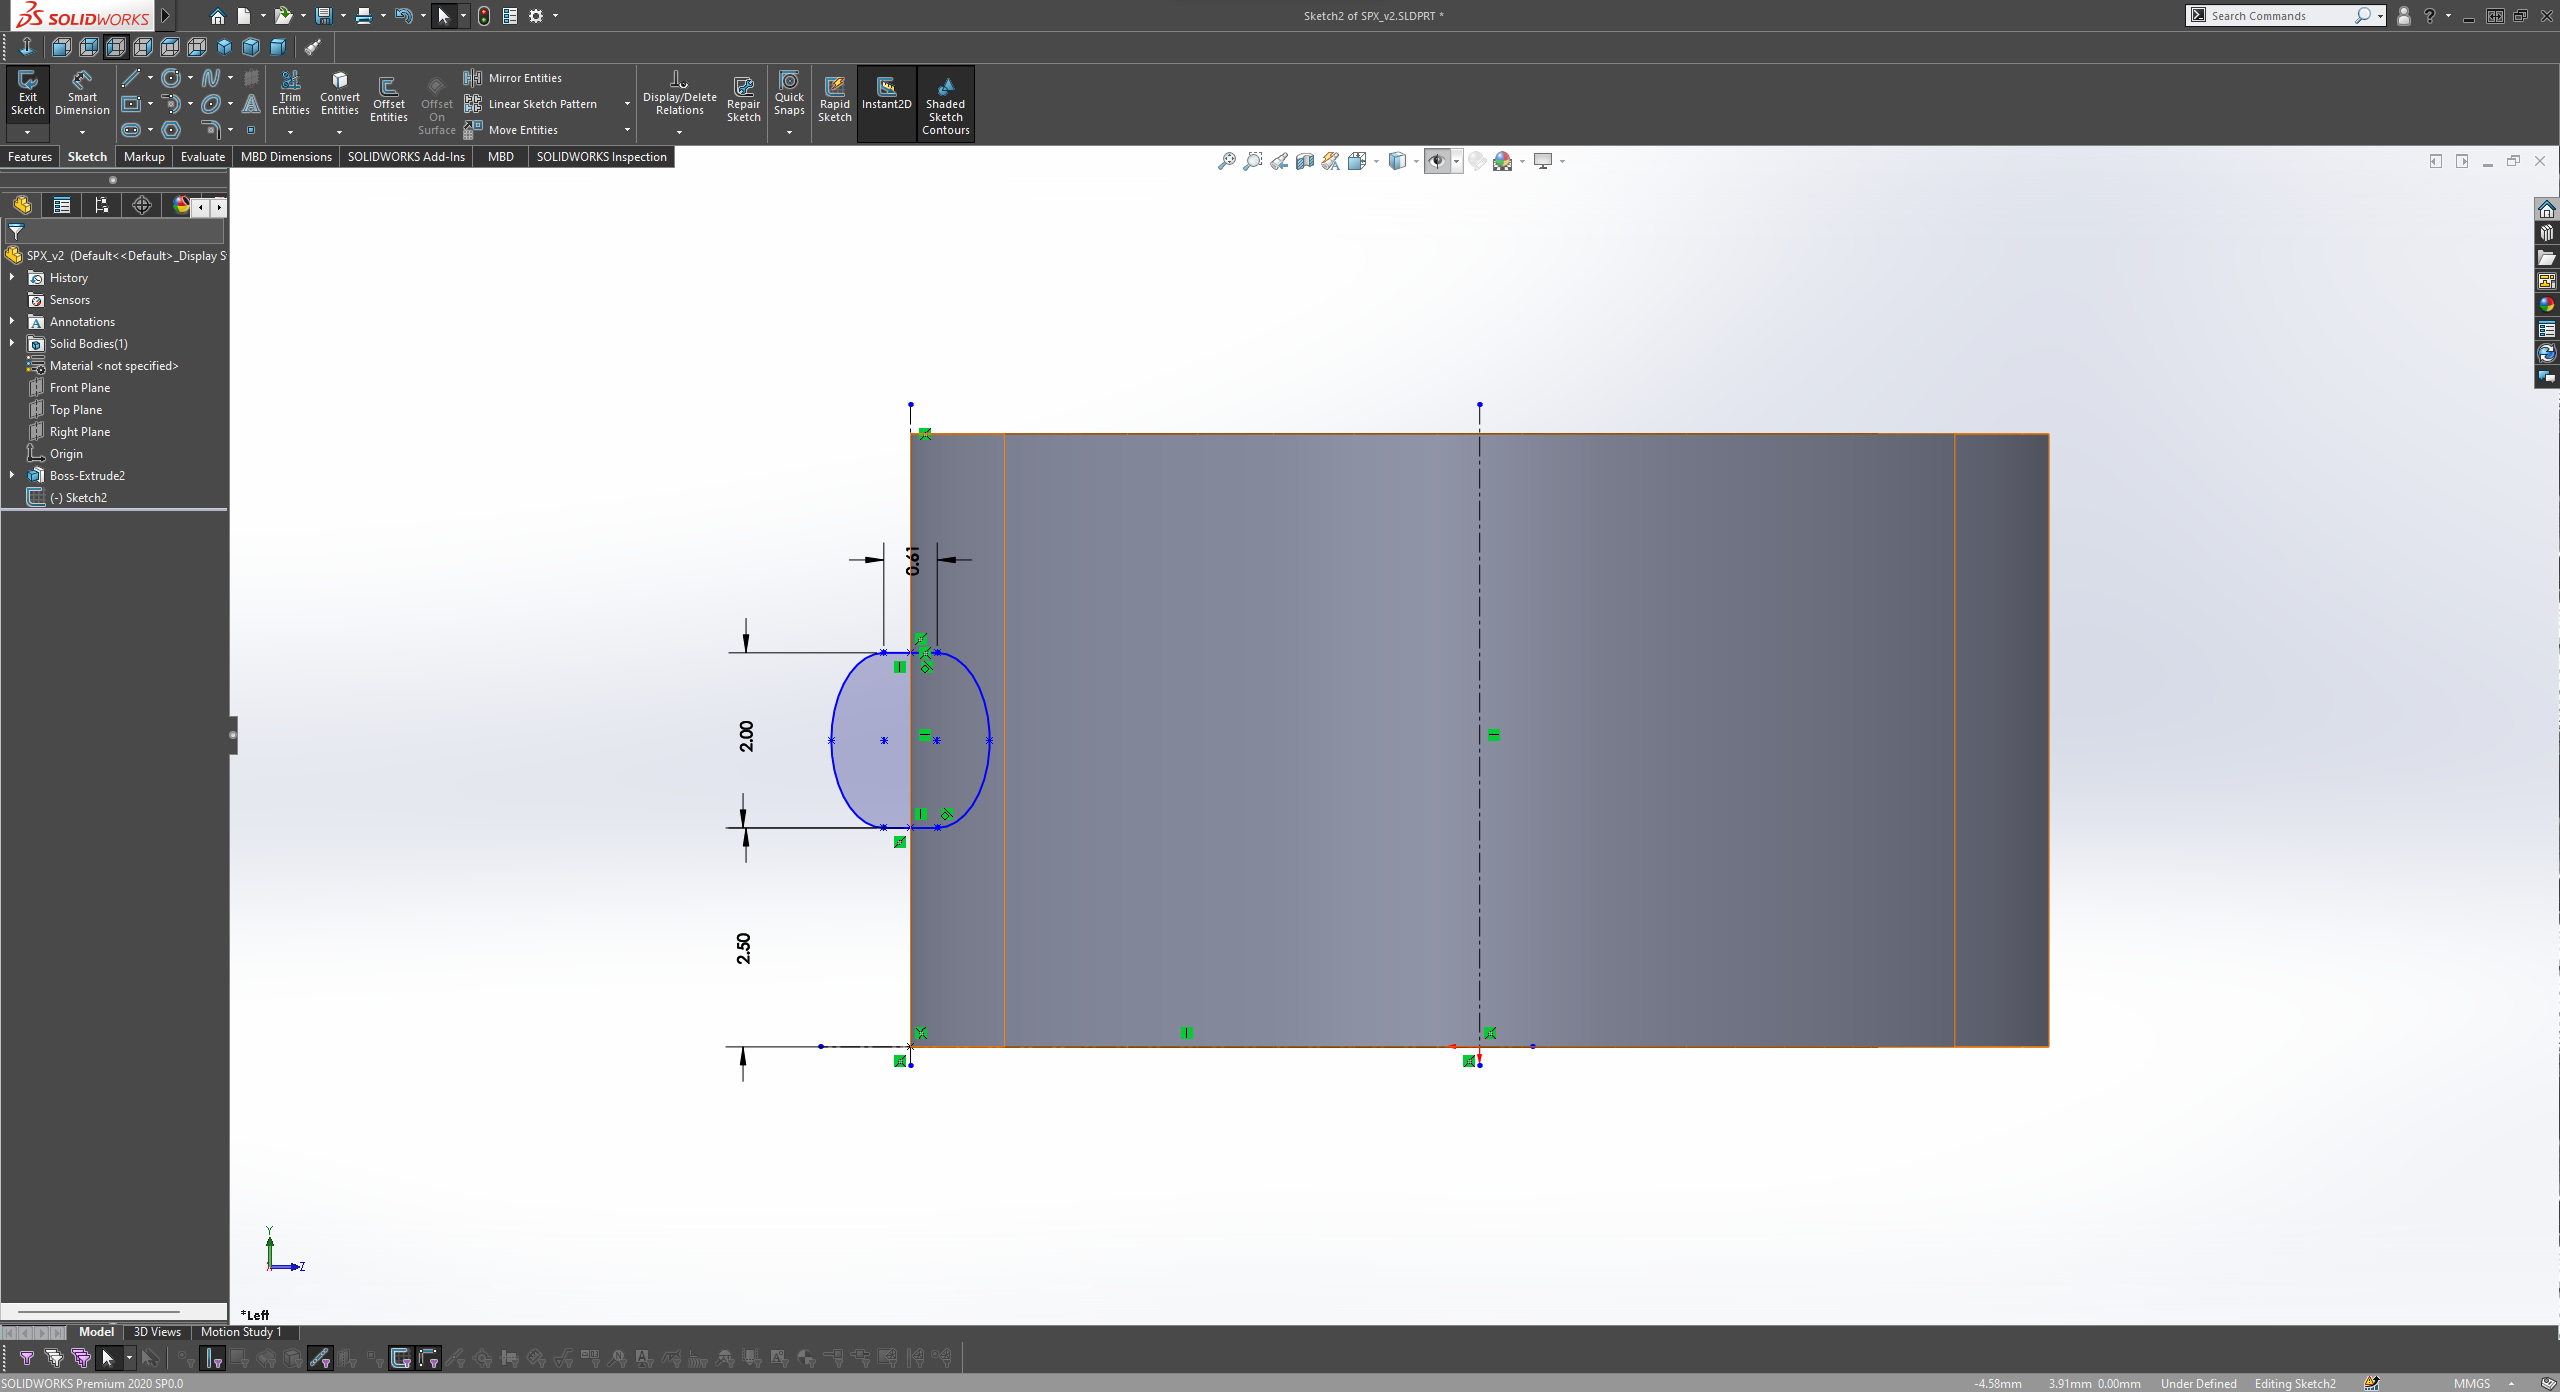 SOLIDWORKS
Sketch2 of SPX_v2.SLDPRT *
Search Commands
Exit Sketch
Smart Dimension
Trim Entities
Convert Entities
Offset Entities
Offset On Surface
Mirror Entities
Linear Sketch Pattern
Move Entities
Display/Delete Relations
Repair Sketch
Quick Snaps
Rapid Sketch
Instant2D
Shaded Sketch Contours
Features Sketch Markup Evaluate MBD Dimensions SOLIDWORKS Add-Ins MBD SOLIDWORKS Inspection
SPX_v2 (Default<<Default>_Display S
History
Sensors
Annotations
Solid Bodies(1)
Material <not specified>
Front Plane
Top Plane
Right Plane
Origin
Boss-Extrude2
(-) Sketch2
0.61
2.00
2.50
Y
Z
*Left
Model 3D Views Motion Study 1
SOLIDWORKS Premium 2020 SP0.0
-4.58mm 3.91mm 0.00mm Under Defined Editing Sketch2 MMGS